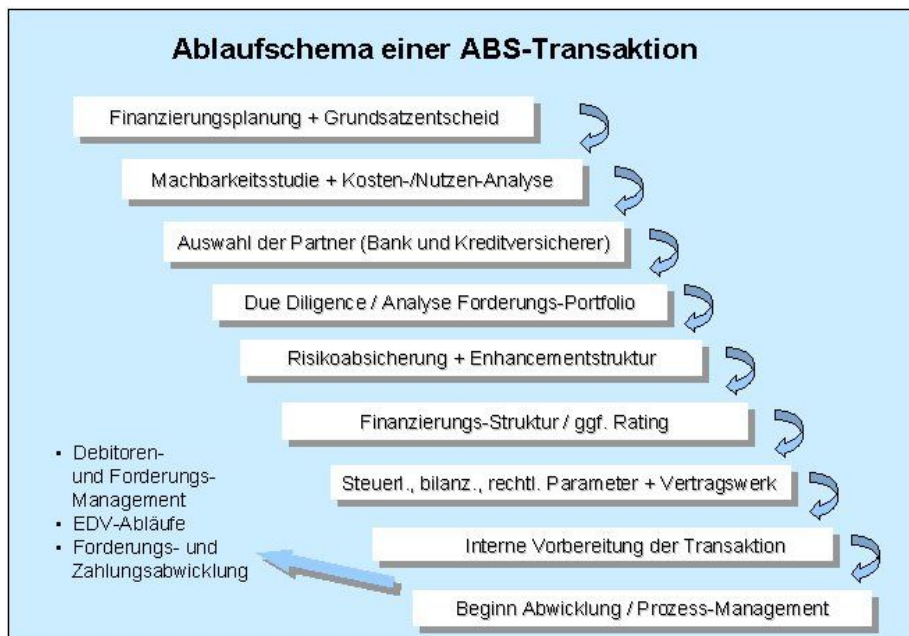 Ablaufschema einer ABS-Transaktion
Finanzierungsplanung + Grundsatzentscheid
Machbarkeitsstudie + Kosten-/Nutzen-Analyse
Auswahl der Partner (Bank und Kreditversicherer)
Due Diligence / Analyse Forderungs-Portfolio
Risikoabsicherung + Enhancementstruktur
Finanzierungs-Struktur / ggf. Rating
Steuerl., bilanz., rechtl. Parameter + Vertragswerk
Interne Vorbereitung der Transaktion
Beginn Abwicklung / Prozess-Management
• Debitoren-
und Forderungs-
Management
• EDV-Abläufe
• Forderungs- und
Zahlungsabwicklung